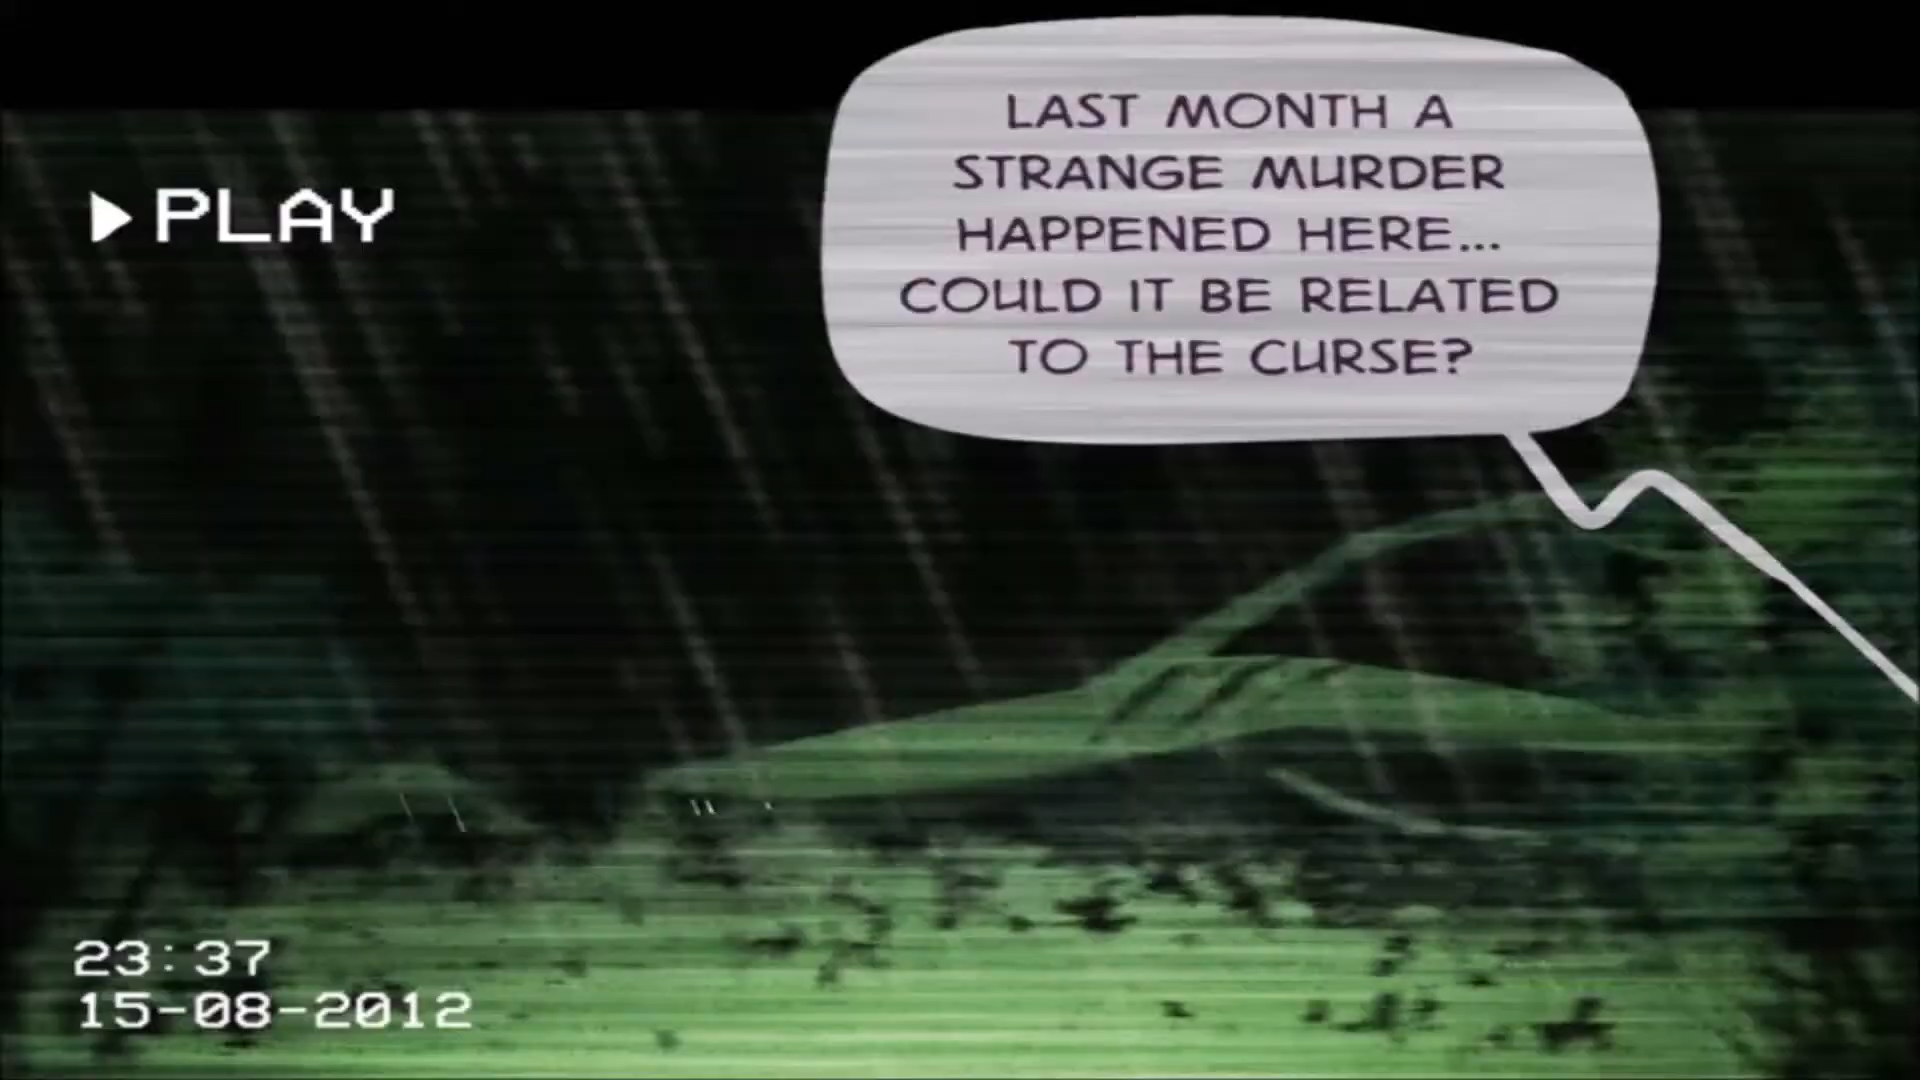 LAST MONTH A
STRANGE MURDER
HAPPENED HERE...
COULD IT BE RELATED
TO THE CURSE?
PLAY
23:37
15-08-2012